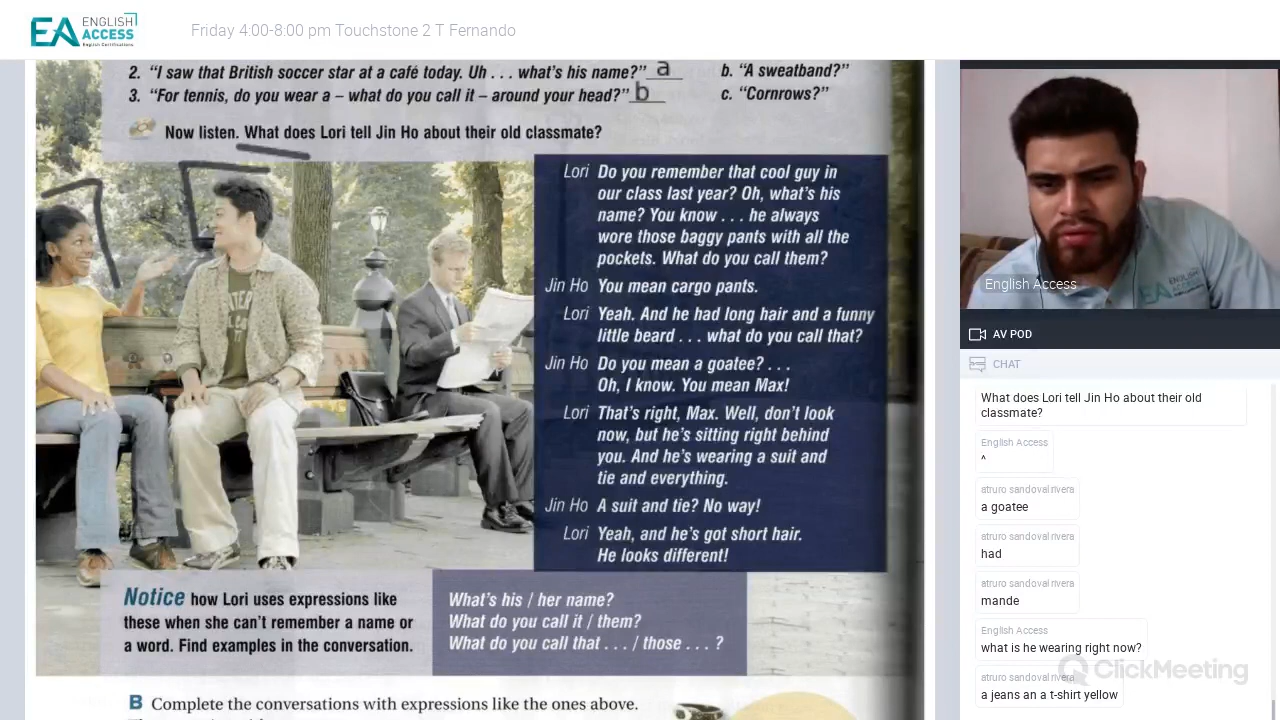 EA ENGLISH ACCESS
English Certifications
Friday 4:00-8:00 pm Touchstone 2 T Fernando
2. "I saw that British soccer star at a café today. Uh . . . what's his name?" a
b. "A sweatband?"
3. "For tennis, do you wear a – what do you call it – around your head?" b
c. "Cornrows?"
Now listen. What does Lori tell Jin Ho about their old classmate?
Lori Do you remember that cool guy in
our class last year? Oh, what's his
name? You know . . . he always
wore those baggy pants with all the
pockets. What do you call them?
Jin Ho You mean cargo pants.
Lori Yeah. And he had long hair and a funny
little beard . . . what do you call that?
Jin Ho Do you mean a goatee? . . .
Oh, I know. You mean Max!
Lori That's right, Max. Well, don't look
now, but he's sitting right behind
you. And he's wearing a suit and
tie and everything.
Jin Ho A suit and tie? No way!
Lori Yeah, and he's got short hair.
He looks different!
Notice how Lori uses expressions like
these when she can't remember a name or
a word. Find examples in the conversation.
What's his / her name?
What do you call it / them?
What do you call that . . . / those . . . ?
B Complete the conversations with expressions like the ones above.
EA ENGLISH ACCESS
English Access
AV POD
CHAT
What does Lori tell Jin Ho about their old
classmate?
English Access
^
atruro sandoval rivera
a goatee
atruro sandoval rivera
had
atruro sandoval rivera
mande
English Access
what is he wearing right now?
atruro sandoval rivera
a jeans an a t-shirt yellow
ClickMeeting